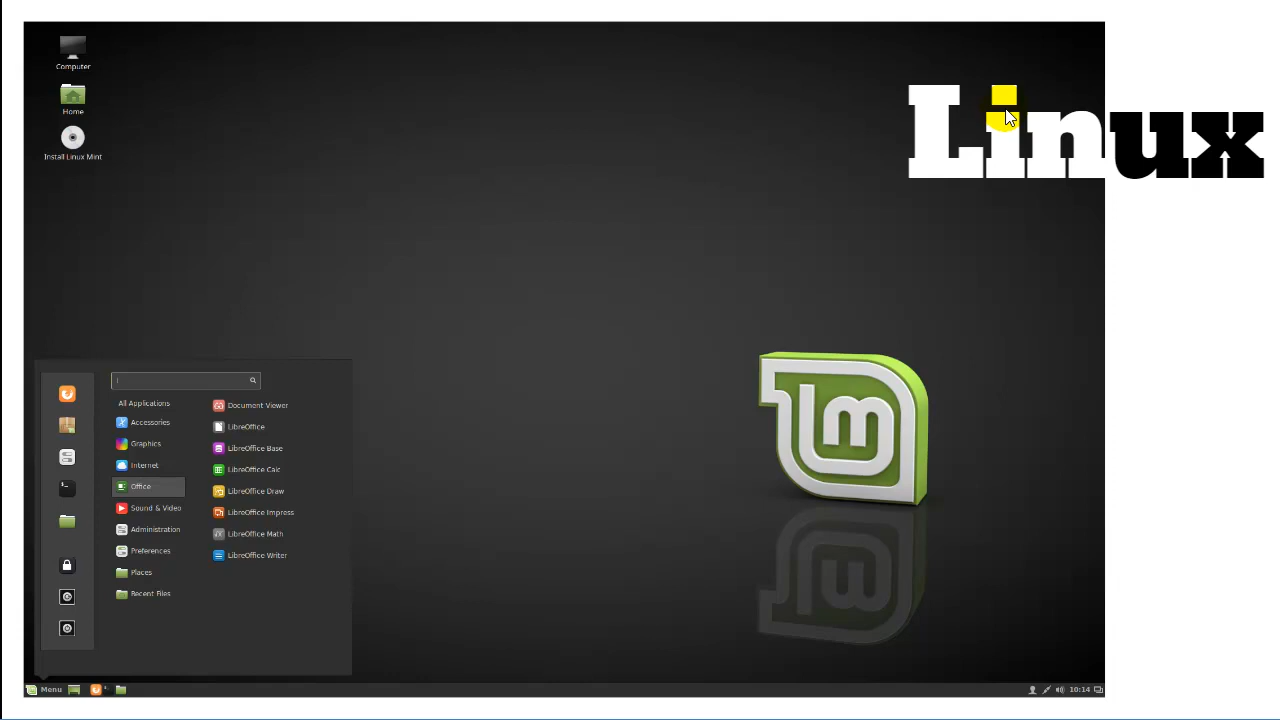 Computer
Home
Install Linux Mint
Linux
lm
All Applications
Accessories
Graphics
Internet
Office
Sound & Video
Administration
Preferences
Places
Recent Files
Document Viewer
LibreOffice
LibreOffice Base
LibreOffice Calc
LibreOffice Draw
LibreOffice Impress
LibreOffice Math
LibreOffice Writer
Menu
10:14